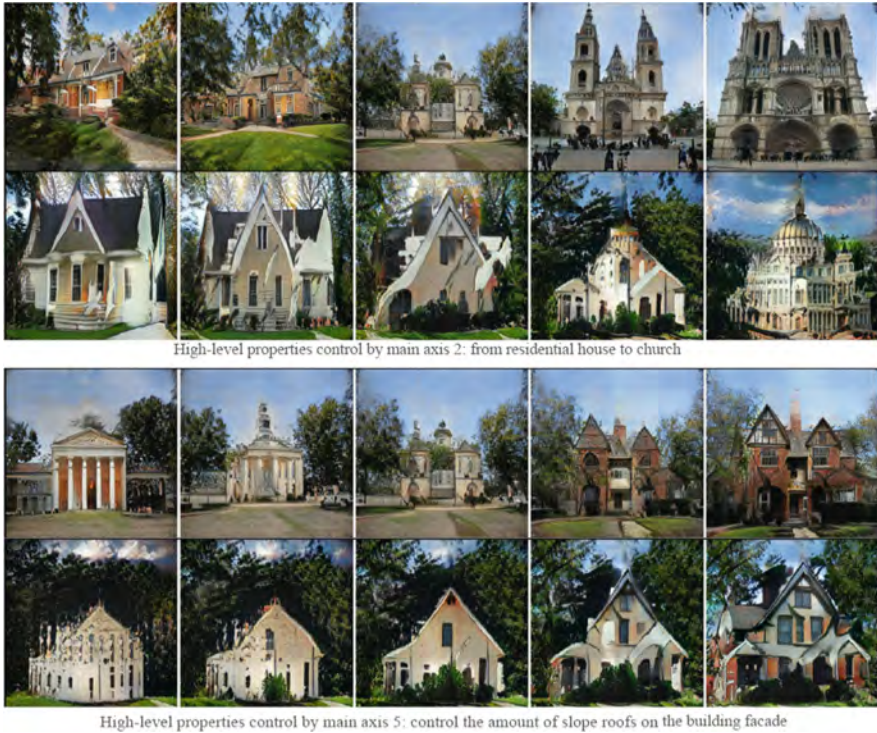 High-level properties control by main axis 2: from residential house to church
High-level properties control by main axis 5: control the amount of slope roofs on the building facade